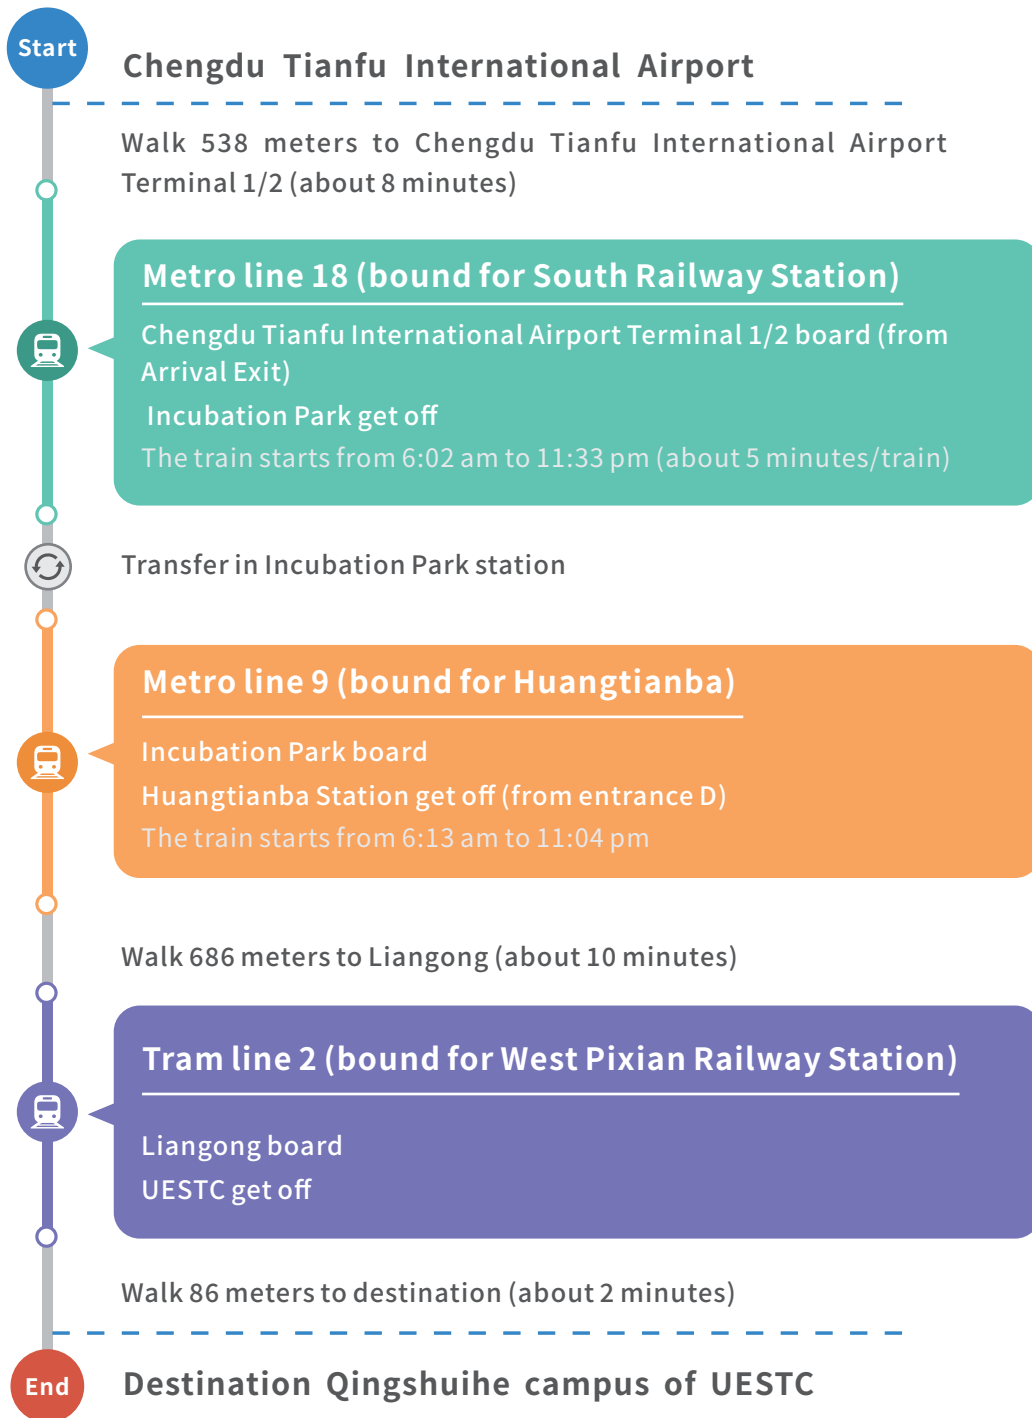 Start
Chengdu Tianfu International Airport
Walk 538 meters to Chengdu Tianfu International Airport
Terminal 1/2 (about 8 minutes)
Metro line 18 (bound for South Railway Station)
Chengdu Tianfu International Airport Terminal 1/2 board (from
Arrival Exit)
Incubation Park get off
The train starts from 6:02 am to 11:33 pm (about 5 minutes/train)
Transfer in Incubation Park station
Metro line 9 (bound for Huangtianba)
Incubation Park board
Huangtianba Station get off (from entrance D)
The train starts from 6:13 am to 11:04 pm
Walk 686 meters to Liangong (about 10 minutes)
Tram line 2 (bound for West Pixian Railway Station)
Liangong board
UESTC get off
Walk 86 meters to destination (about 2 minutes)
End
Destination Qingshuihe campus of UESTC